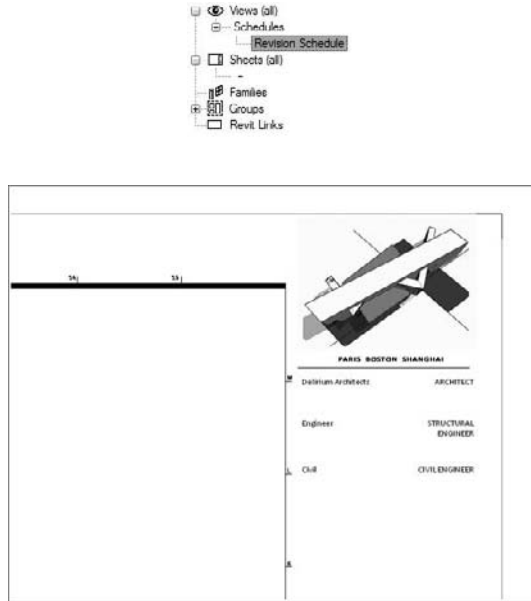 Views (all)
Schedules
Revision Schedule
Sheets (all)
-
Families
Groups
Revit Links
PARIS BOSTON SHANGHAI
Delirium Architects ARCHITECT
Engineer STRUCTURAL
ENGINEER
Civil CIVIL ENGINEER